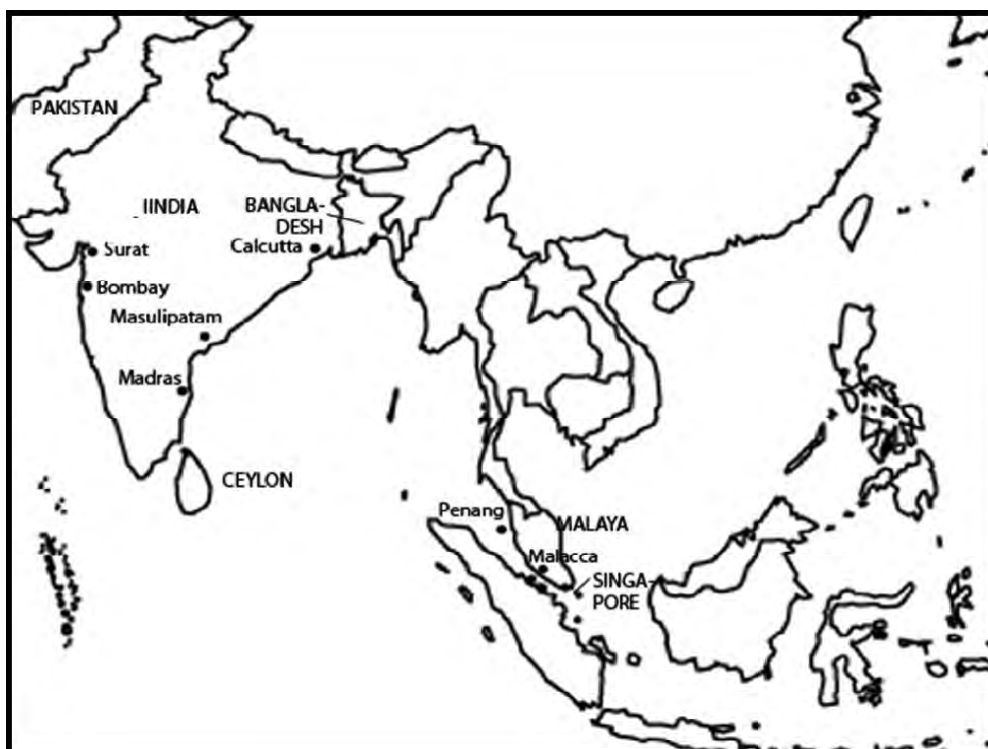 PAKISTAN
IINDIA
BANGLA-
DESH
Calcutta
Surat
Bombay
Masulipatam
Madras
CEYLON
Penang
MALAYA
Malacca
SINGA-
PORE